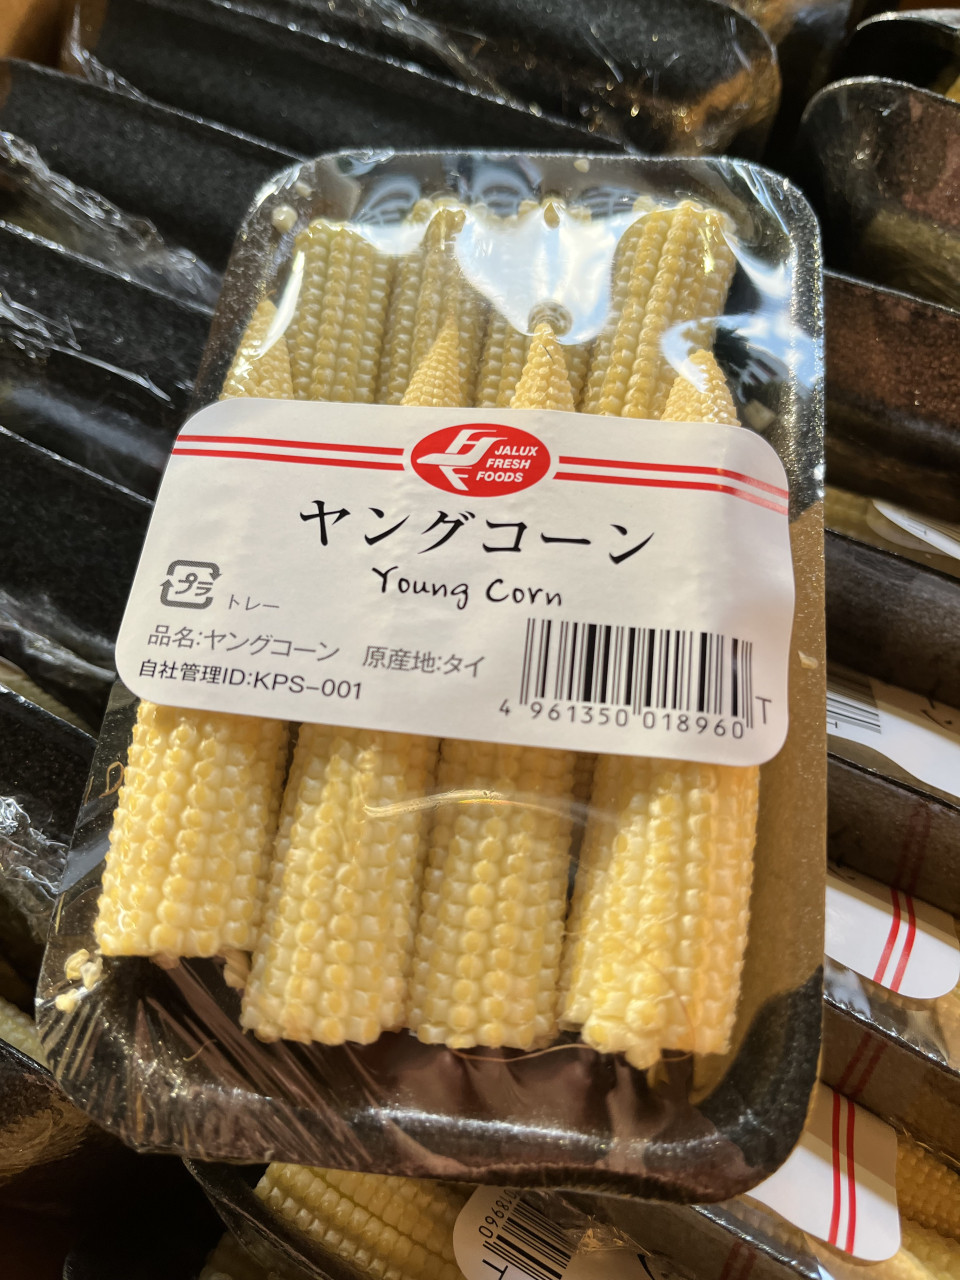 JALUX
FRESH
FOODS
ヤングコーン
Young Corn
プラ
トレー
品名:ヤングコーン 原産地:タイ
自社管理ID:KPS-001
4 961350 018960 T
018960
T